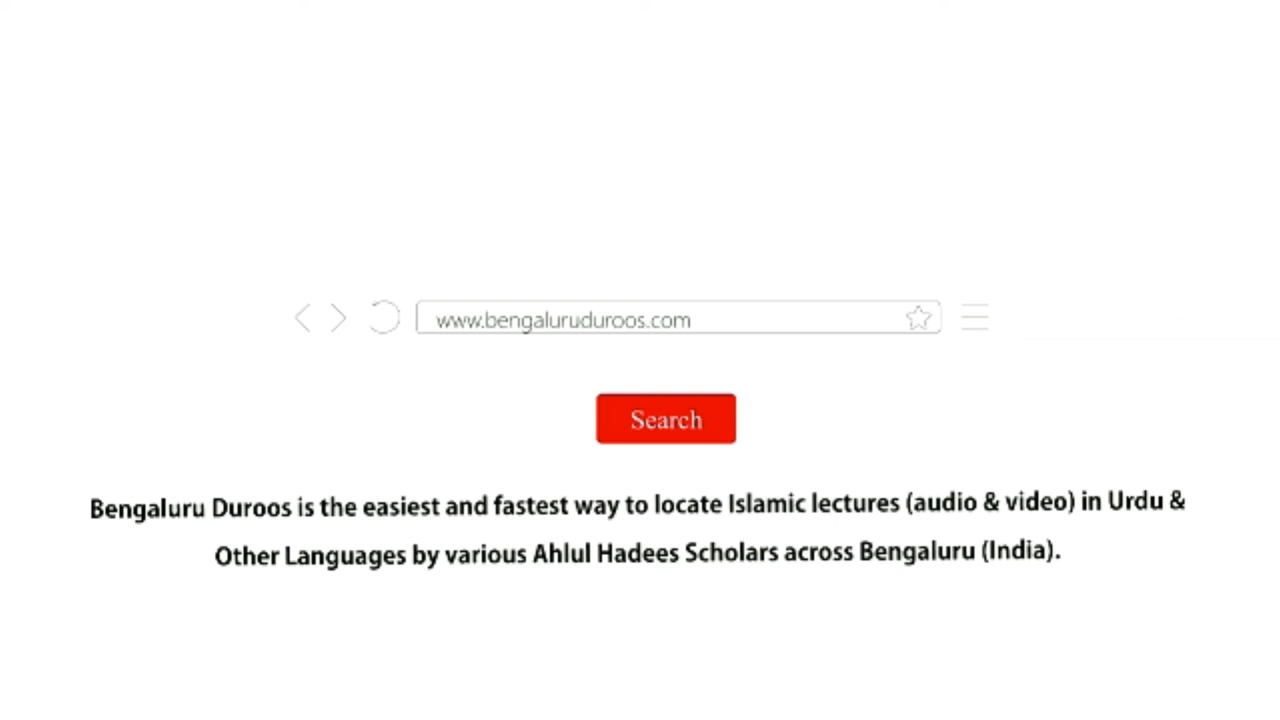 www.bengaluruduroos.com
Search
Bengaluru Duroos is the easiest and fastest way to locate Islamic lectures (audio & video) in Urdu &
Other Languages by various Ahlul Hadees Scholars across Bengaluru (India).